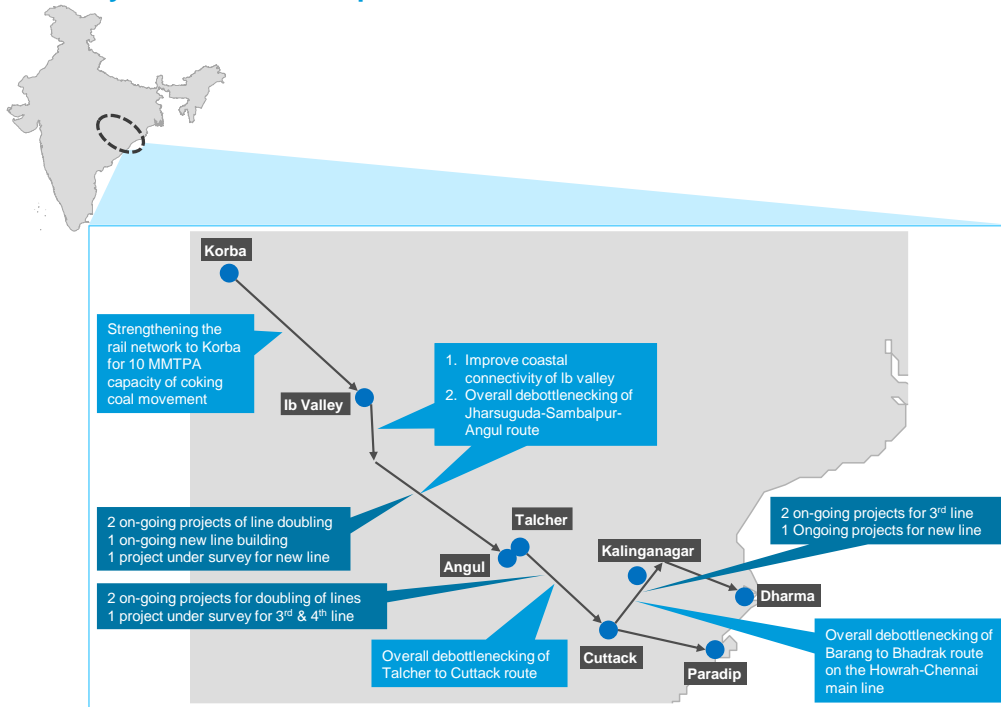 Korba
Strengthening the
rail network to Korba
for 10 MMTPA
capacity of coking
coal movement
Ib Valley
1. Improve coastal
connectivity of Ib valley
2. Overall debottlenecking of
Jharsuguda-Sambalpur-
Angul route
2 on-going projects of line doubling
1 on-going new line building
1 project under survey for new line
Talcher
Angul
2 on-going projects for 3rd line
1 Ongoing projects for new line
Kalinganagar
2 on-going projects for doubling of lines
1 project under survey for 3rd & 4th line
Dharma
Overall debottlenecking of
Talcher to Cuttack route
Cuttack
Paradip
Overall debottlenecking of
Barang to Bhadrak route
on the Howrah-Chennai
main line